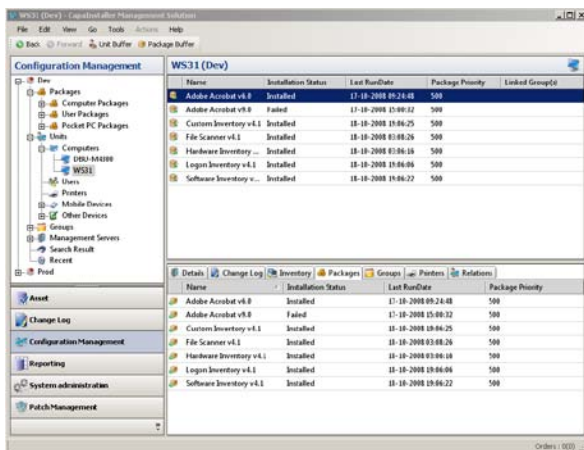 WS31 (Dev) - CapaInstaller Management Solution
File Edit View Go Tools Actions Help
Back Forward Unit Buffer Package Buffer
Configuration Management
Dev
Packages
Computer Packages
User Packages
Pocket PC Packages
Units
Computers
DBU-M4300
WS31
Users
Printers
Mobile Devices
Other Devices
Groups
Management Servers
Search Result
Recent
Prod
Asset
Change Log
Configuration Management
Reporting
System administration
Patch Management
WS31 (Dev)
Name Installation Status Last RunDate Package Priority Linked Group(s)
Adobe Acrobat v6.0 Installed 17-10-2008 09:24:48 500
Adobe Acrobat v9.0 Failed 17-10-2008 15:00:32 500
Custom Inventory v4.1 Installed 18-10-2008 19:06:25 500
File Scanner v4.1 Installed 18-10-2008 03:08:26 500
Hardware Inventory ... Installed 18-10-2008 03:06:16 500
Logon Inventory v4.1 Installed 18-10-2008 19:06:06 500
Software Inventory v... Installed 18-10-2008 19:06:22 500
Details Change Log Inventory Packages Groups Printers Relations
Name Installation Status Last RunDate Package Priority
Adobe Acrobat v6.0 Installed 17-10-2008 09:24:48 500
Adobe Acrobat v9.0 Failed 17-10-2008 15:00:32 500
Custom Inventory v4.1 Installed 18-10-2008 19:06:25 500
File Scanner v4.1 Installed 18-10-2008 03:08:26 500
Hardware Inventory v4.1 Installed 18-10-2008 03:06:16 500
Logon Inventory v4.1 Installed 18-10-2008 19:06:06 500
Software Inventory v4.1 Installed 18-10-2008 19:06:22 500